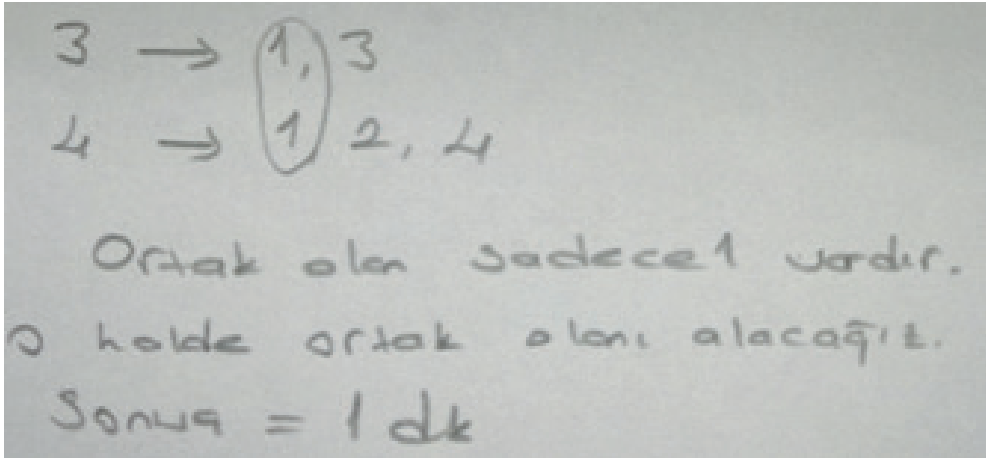 3 → 1, 3
4 → 1, 2, 4
Ortak olan sadece 1 vardır.
O halde ortak olanı alacağız.
Sonuç = 1 dk